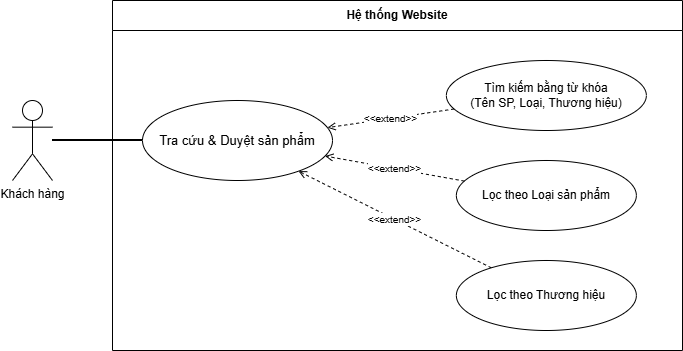 Hệ thống Website
Tìm kiếm bằng từ khóa
(Tên SP, Loại, Thương hiệu)
<<extend>>
Tra cứu & Duyệt sản phẩm
<<extend>>
Khách hàng
Lọc theo Loại sản phẩm
<<extend>>
Lọc theo Thương hiệu